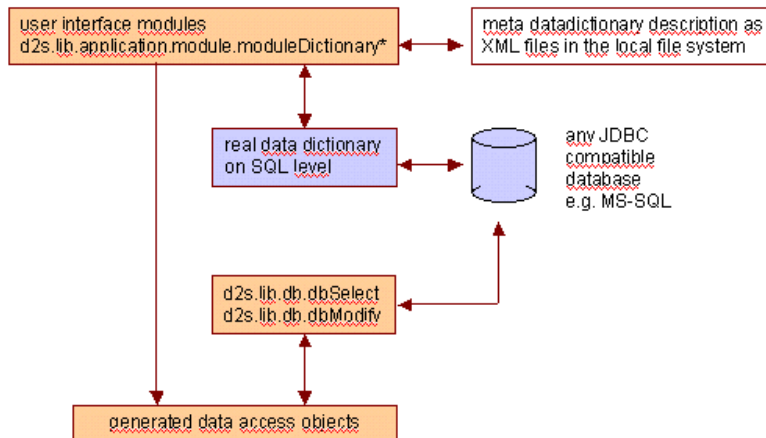 user interface modules
d2s.lib.application.module.moduleDictionary*
meta datadictionary description as
XML files in the local file system
real data dictionary
on SQL level
any JDBC
compatible
database
e.g. MS-SQL
d2s.lib.db.dbSelect
d2s.lib.db.dbModify
generated data access objects